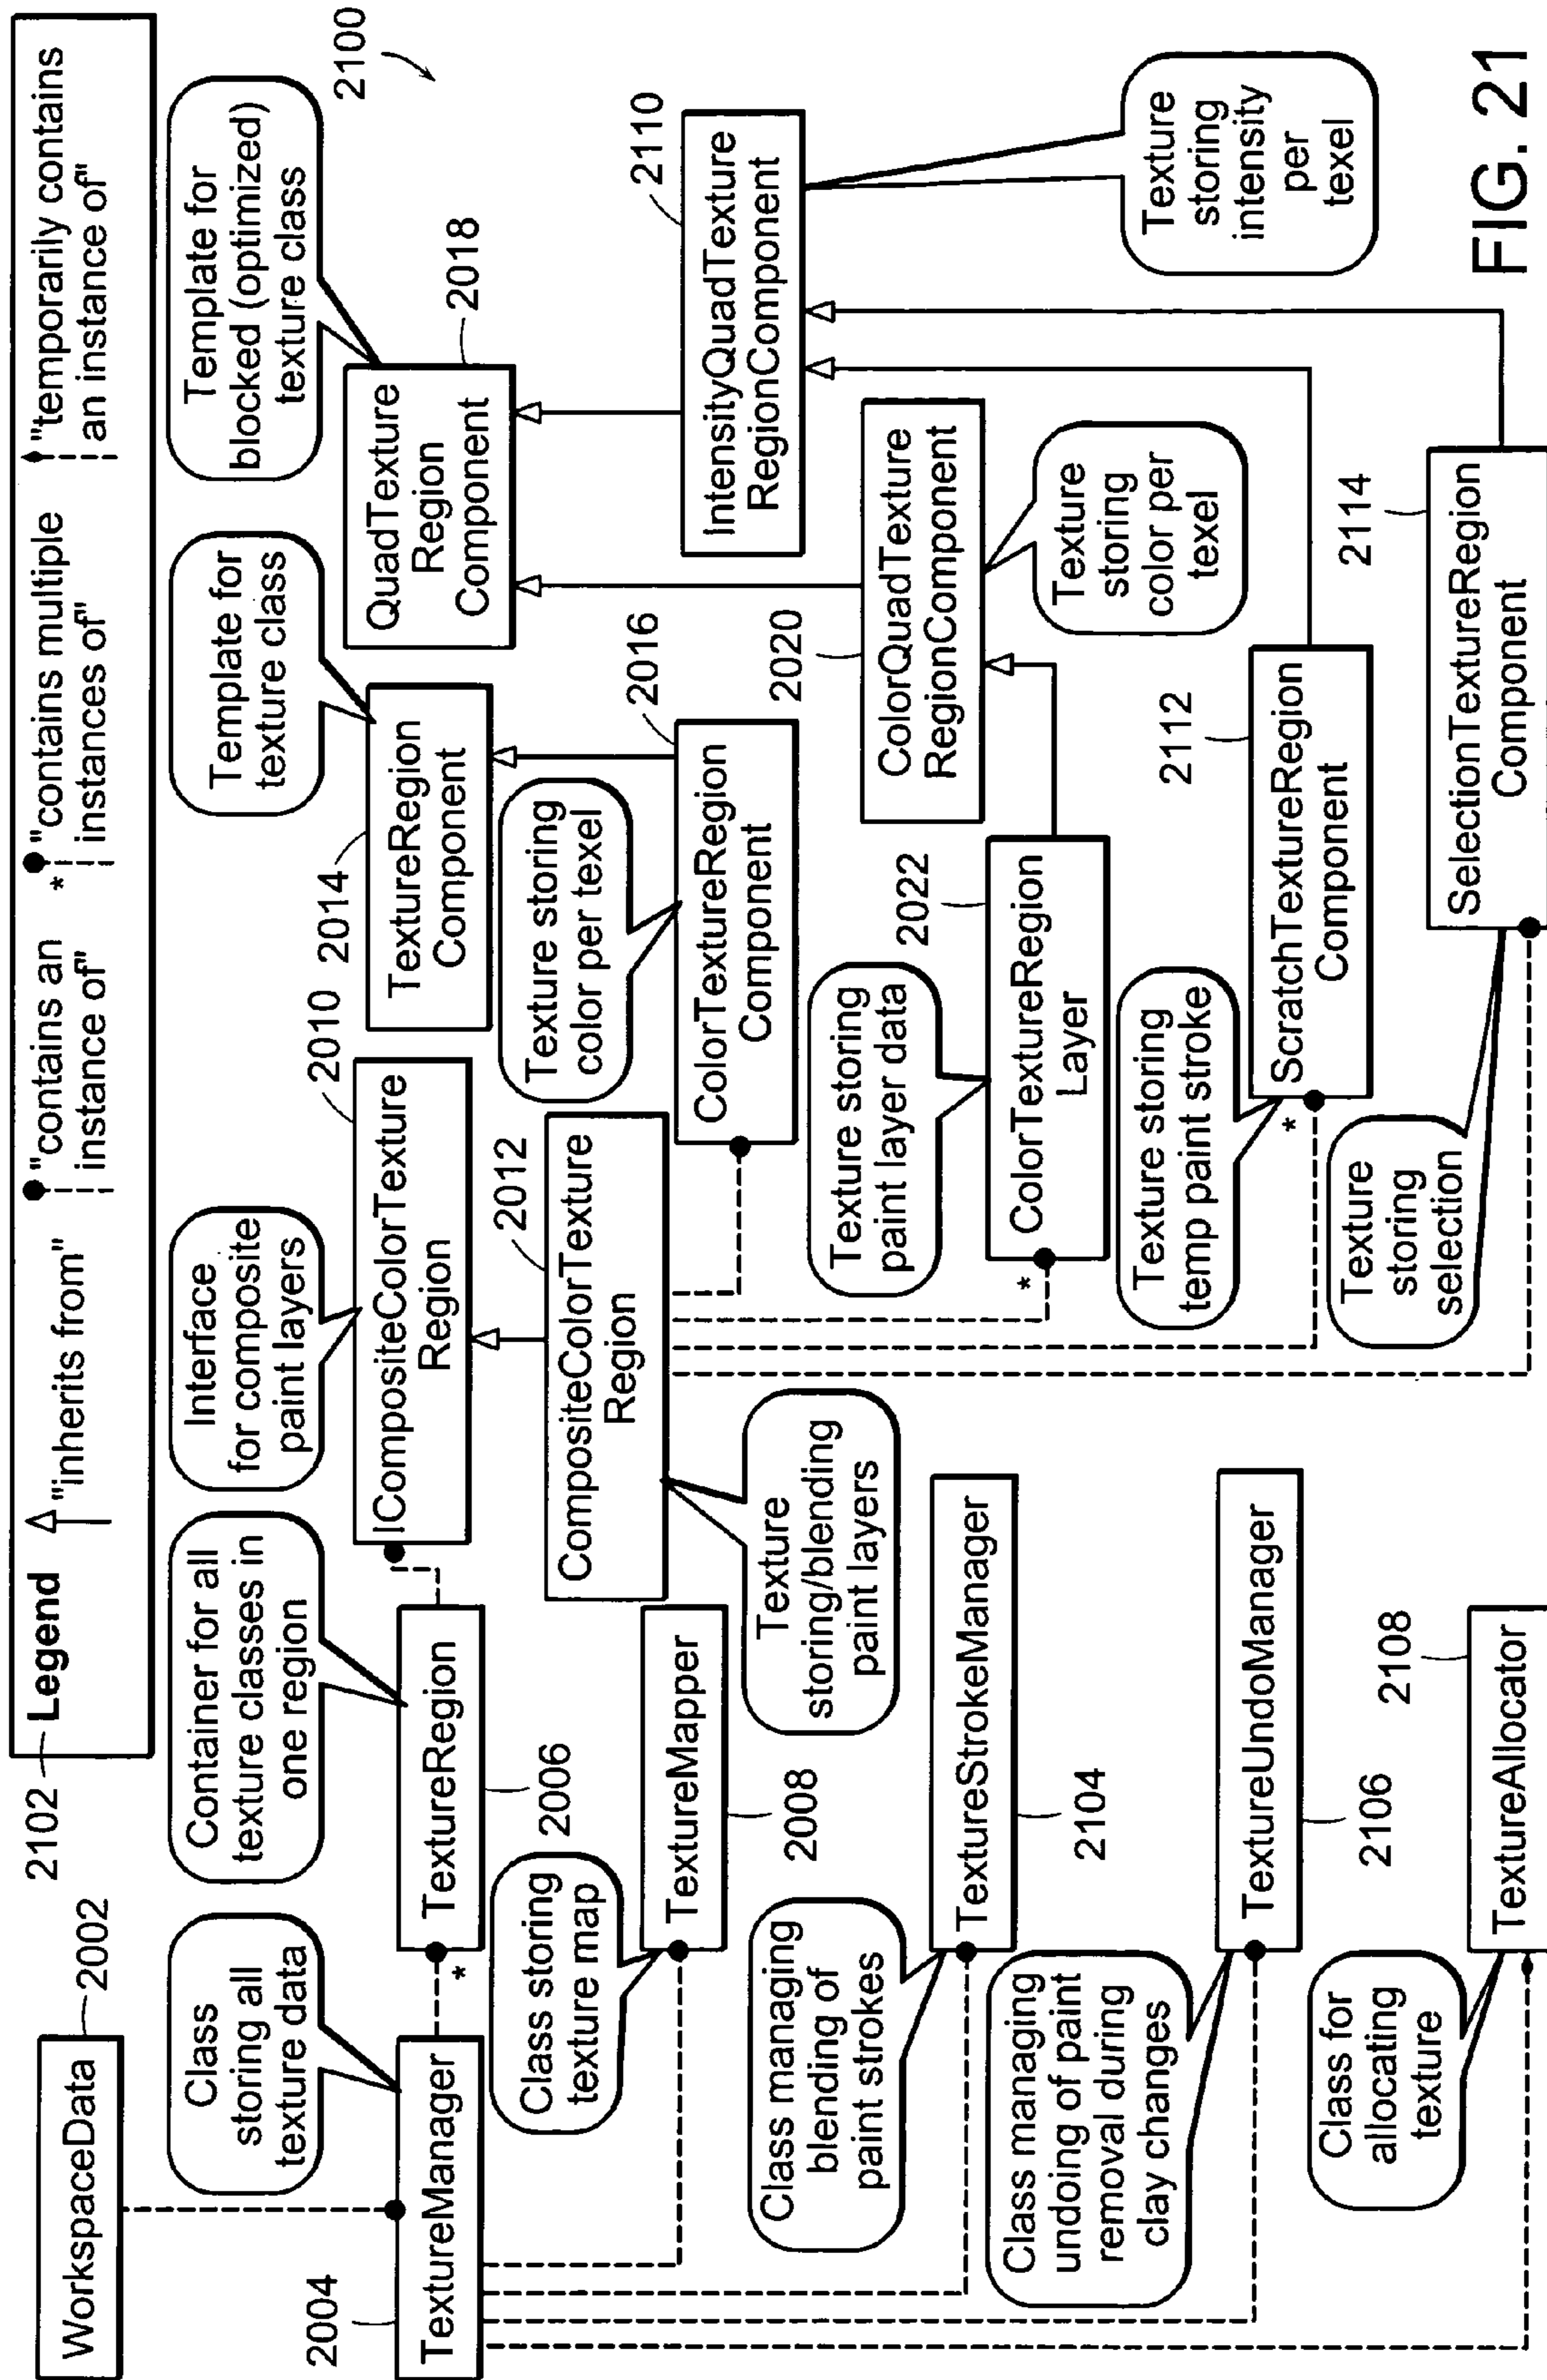 2102
Legend
"inherits from"
"contains an
instance of"
*
"contains multiple
instances of"
"temporarily contains
an instance of"
2100
WorkspaceData
2002
Class
storing all
texture data
2004
TextureManager
*
Container for all
texture classes in
one region
TextureRegion
2006
Interface
for composite
paint layers
2010
ICompositeColorTexture
Region
Template for
texture class
2014
TextureRegion
Component
Template for
blocked (optimized)
texture class
2018
QuadTexture
Region
Component
Class storing
texture map
TextureMapper
2008
2012
CompositeColorTexture
Region
Texture
storing/blending
paint layers
Texture storing
color per texel
2016
ColorTextureRegion
Component
2110
IntensityQuadTexture
RegionComponent
Texture
storing
intensity
per
texel
2020
ColorQuadTexture
RegionComponent
Texture
storing
color per
texel
Class managing
blending of
paint strokes
TextureStrokeManager
2104
Texture storing
paint layer data
2022
ColorTextureRegion
Layer
*
Class managing
undoing of paint
removal during
clay changes
TextureUndoManager
2106
Texture storing
temp paint stroke
2112
ScratchTextureRegion
Component
*
Class for
allocating
texture
TextureAllocator
2108
Texture
storing
selection
2114
SelectionTextureRegion
Component
FIG. 21